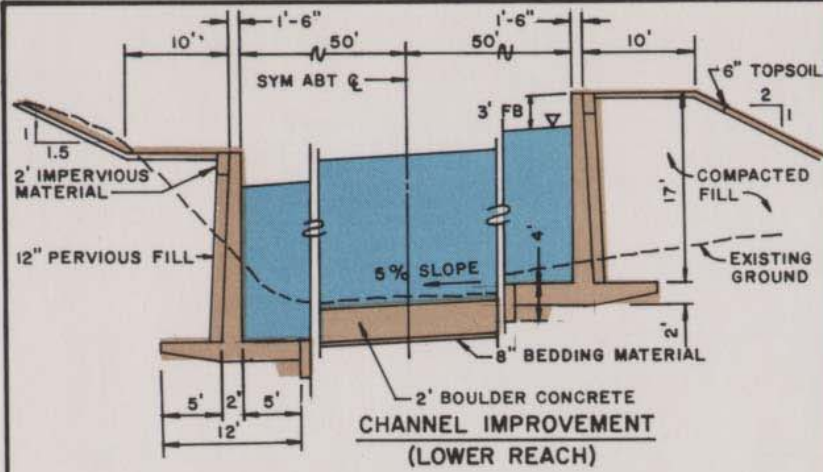 1'-6"
1'-6"
10'
50'
50'
10'
SYM ABT ℄
6" TOPSOIL
3' FB
2
1
1
1.5
2' IMPERVIOUS
MATERIAL
COMPACTED
FILL
17'
12" PERVIOUS FILL
4'
EXISTING
GROUND
5% SLOPE
2'
8" BEDDING MATERIAL
2' BOULDER CONCRETE
5'
2'
5'
12'
CHANNEL IMPROVEMENT
(LOWER REACH)